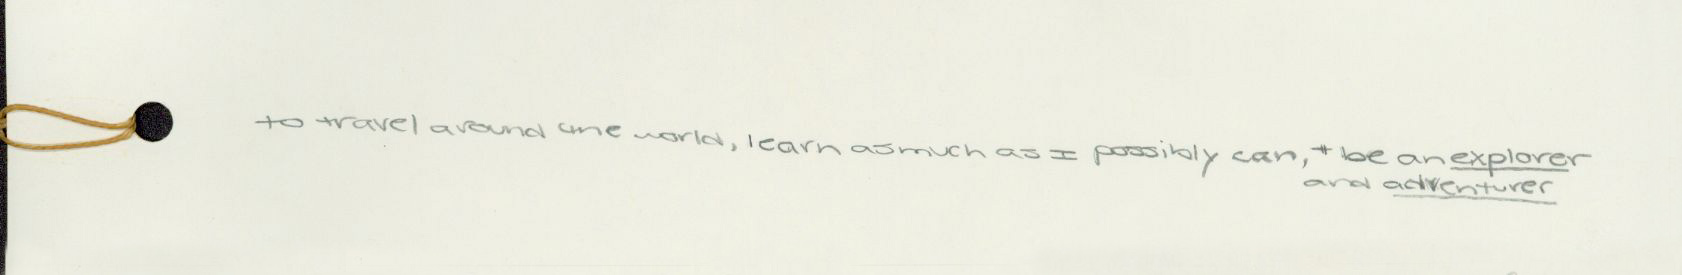 to travel around the world, learn as much as I possibly can, + be an explorer
and adventurer